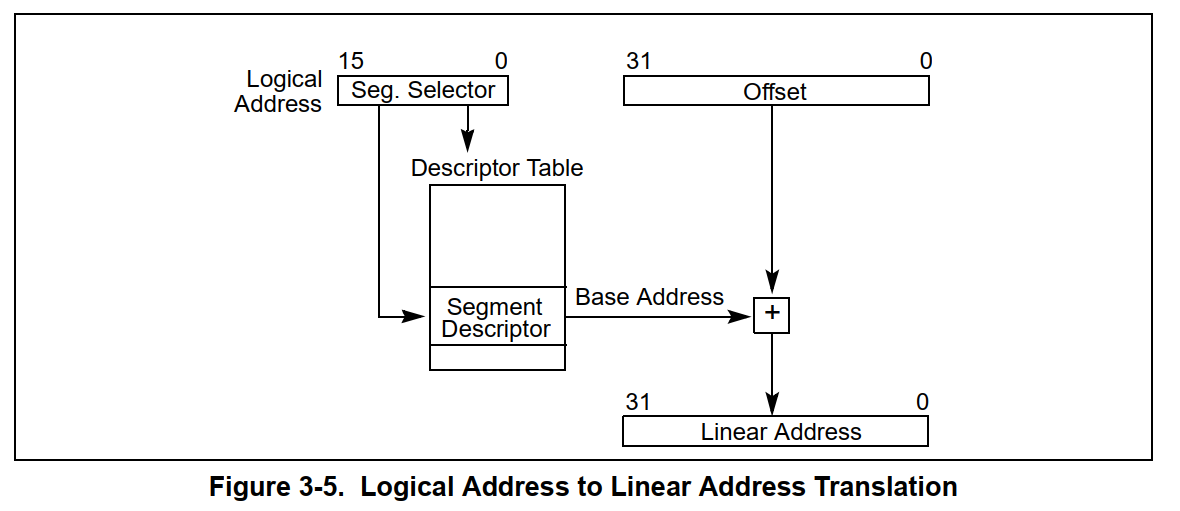 15 0
31 0
Logical
Address
Seg. Selector
Offset
Descriptor Table
Segment
Descriptor
Base Address
+
31 0
Linear Address
Figure 3-5. Logical Address to Linear Address Translation